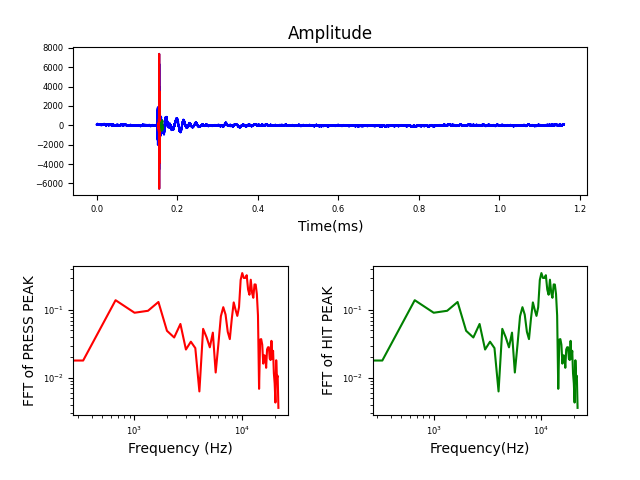 Amplitude
8000
6000
4000
2000
0
−2000
−4000
−6000
0.0 0.2 0.4 0.6 0.8 1.0 1.2
Time(ms)
FFT of PRESS PEAK
10⁻¹
10⁻²
10³ 10⁴
Frequency (Hz)
FFT of HIT PEAK
10⁻¹
10⁻²
10³ 10⁴
Frequency(Hz)